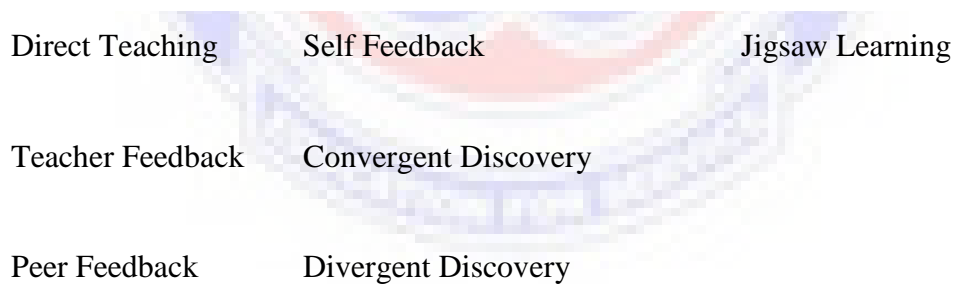 Direct Teaching Self Feedback Jigsaw Learning
Teacher Feedback Convergent Discovery
Peer Feedback Divergent Discovery